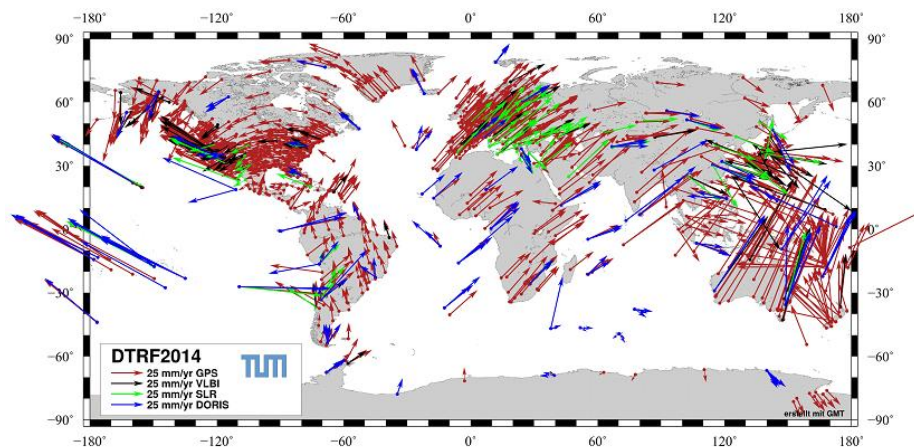 −180° −120° −60° 0° 60° 120° 180°
90° 90°
60° 60°
30° 30°
−0° −0°
−30° −30°
−60° −60°
−90° −90°
DTRF2014
TUM
25 mm/yr GPS
25 mm/yr VLBI
25 mm/yr SLR
25 mm/yr DORIS
erstellt mit GMT
−180° −120° −60° 0° 60° 120° 180°